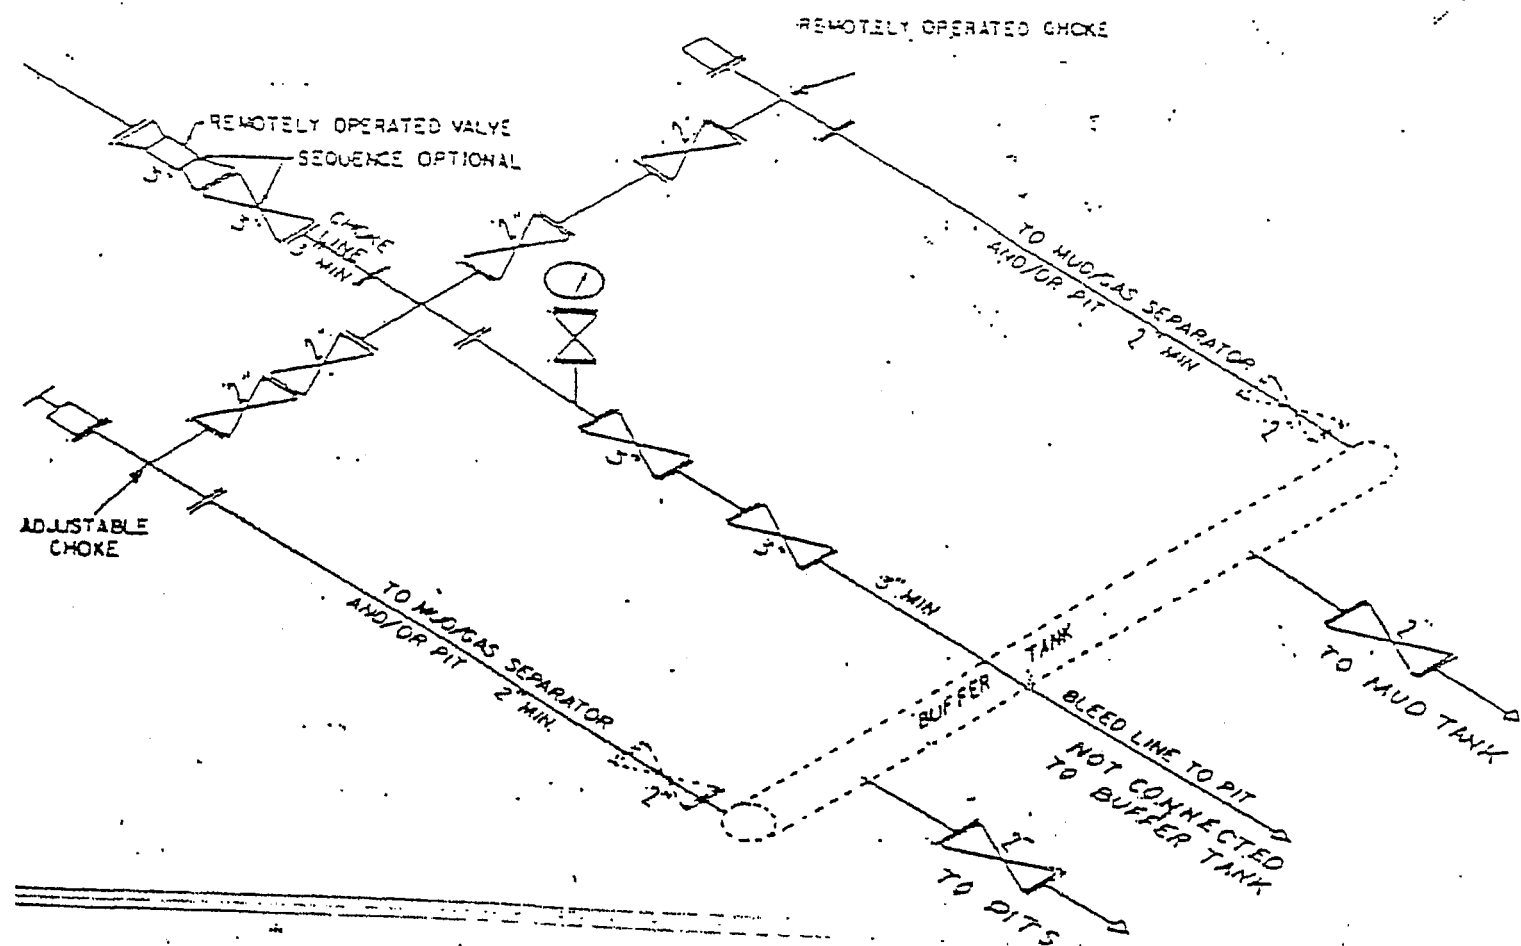 REMOTELY OPERATED CHOKE
REMOTELY OPERATED VALVE
SEQUENCE OPTIONAL
3"
3"
CHOKE
LINE
3 MIN
2"
2"
2"
2"
ADJUSTABLE
CHOKE
TO MUD/GAS SEPARATOR
AND/OR PIT
2" MIN
2"
3"
3"
3" MIN
TO MUD/GAS SEPARATOR
AND/OR PIT
2" MIN.
2"
BUFFER
TANK
BLEED LINE TO PIT
NOT CONNECTED
TO BUFFER TANK
2"
TO MUD TANK
2"
TO PITS